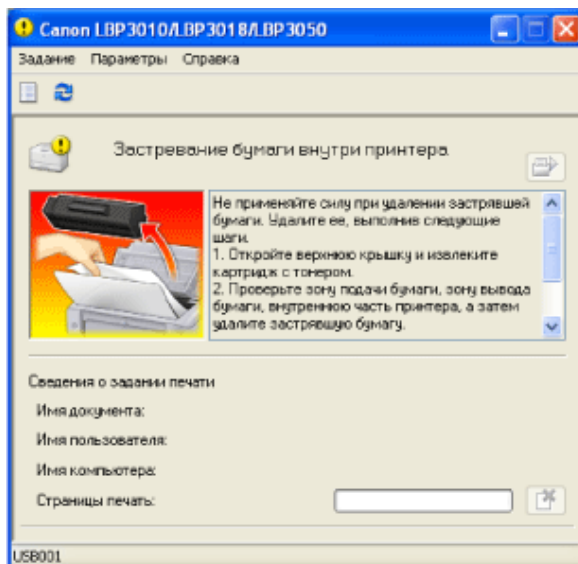 Canon LBP3010/LBP3018/LBP3050
Задание Параметры Справка
Застревание бумаги внутри принтера
Не применяйте силу при удалении застрявшей
бумаги. Удалите ее, выполнив следующие
шаги.
1. Откройте верхнюю крышку и извлеките
картридж с тонером.
2. Проверьте зону подачи бумаги, зону вывода
бумаги, внутреннюю часть принтера, а затем
удалите застрявшую бумагу.
Сведения о задании печати
Имя документа:
Имя пользователя:
Имя компьютера:
Страницы печать:
USB001